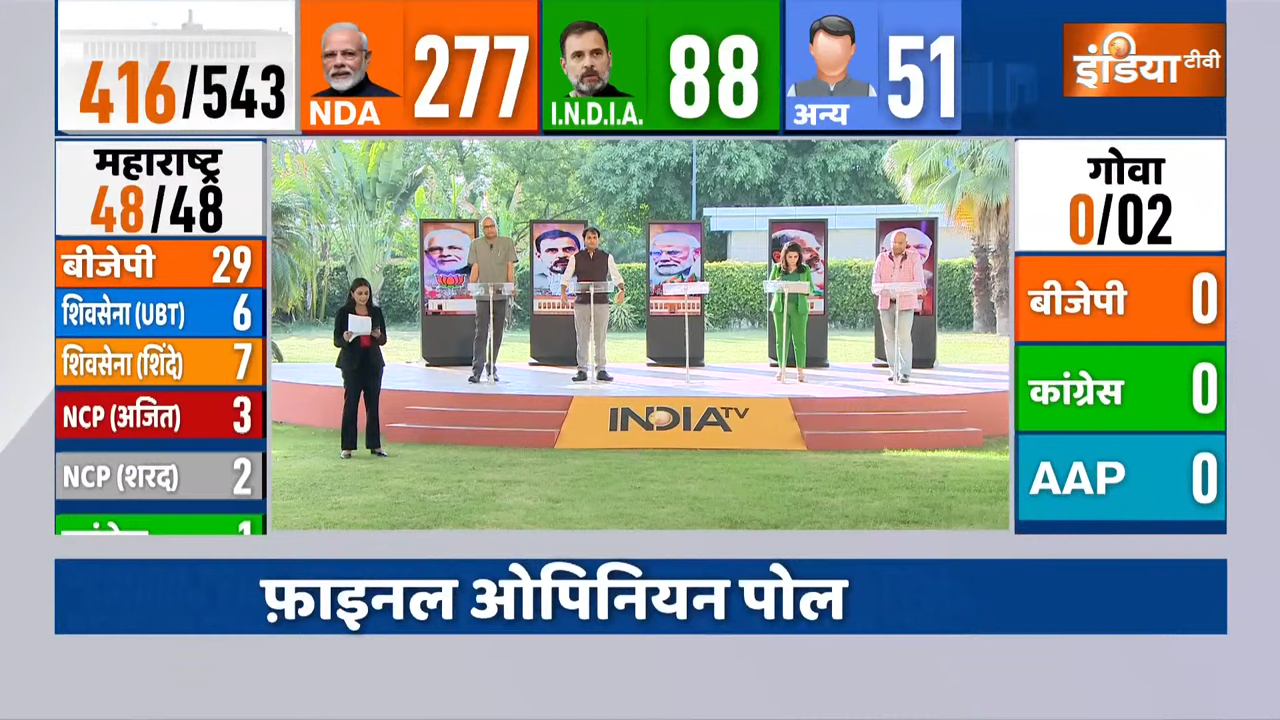 416/543
NDA
277
I.N.D.I.A.
88
अन्य
51
इंडिया टीवी
महाराष्ट्र
48/48
बीजेपी 29
शिवसेना (UBT) 6
शिवसेना (शिंदे) 7
NCP (अजित) 3
NCP (शरद) 2
1
INDIA TV
गोवा
0/02
बीजेपी 0
कांग्रेस 0
AAP 0
फ़ाइनल ओपिनियन पोल